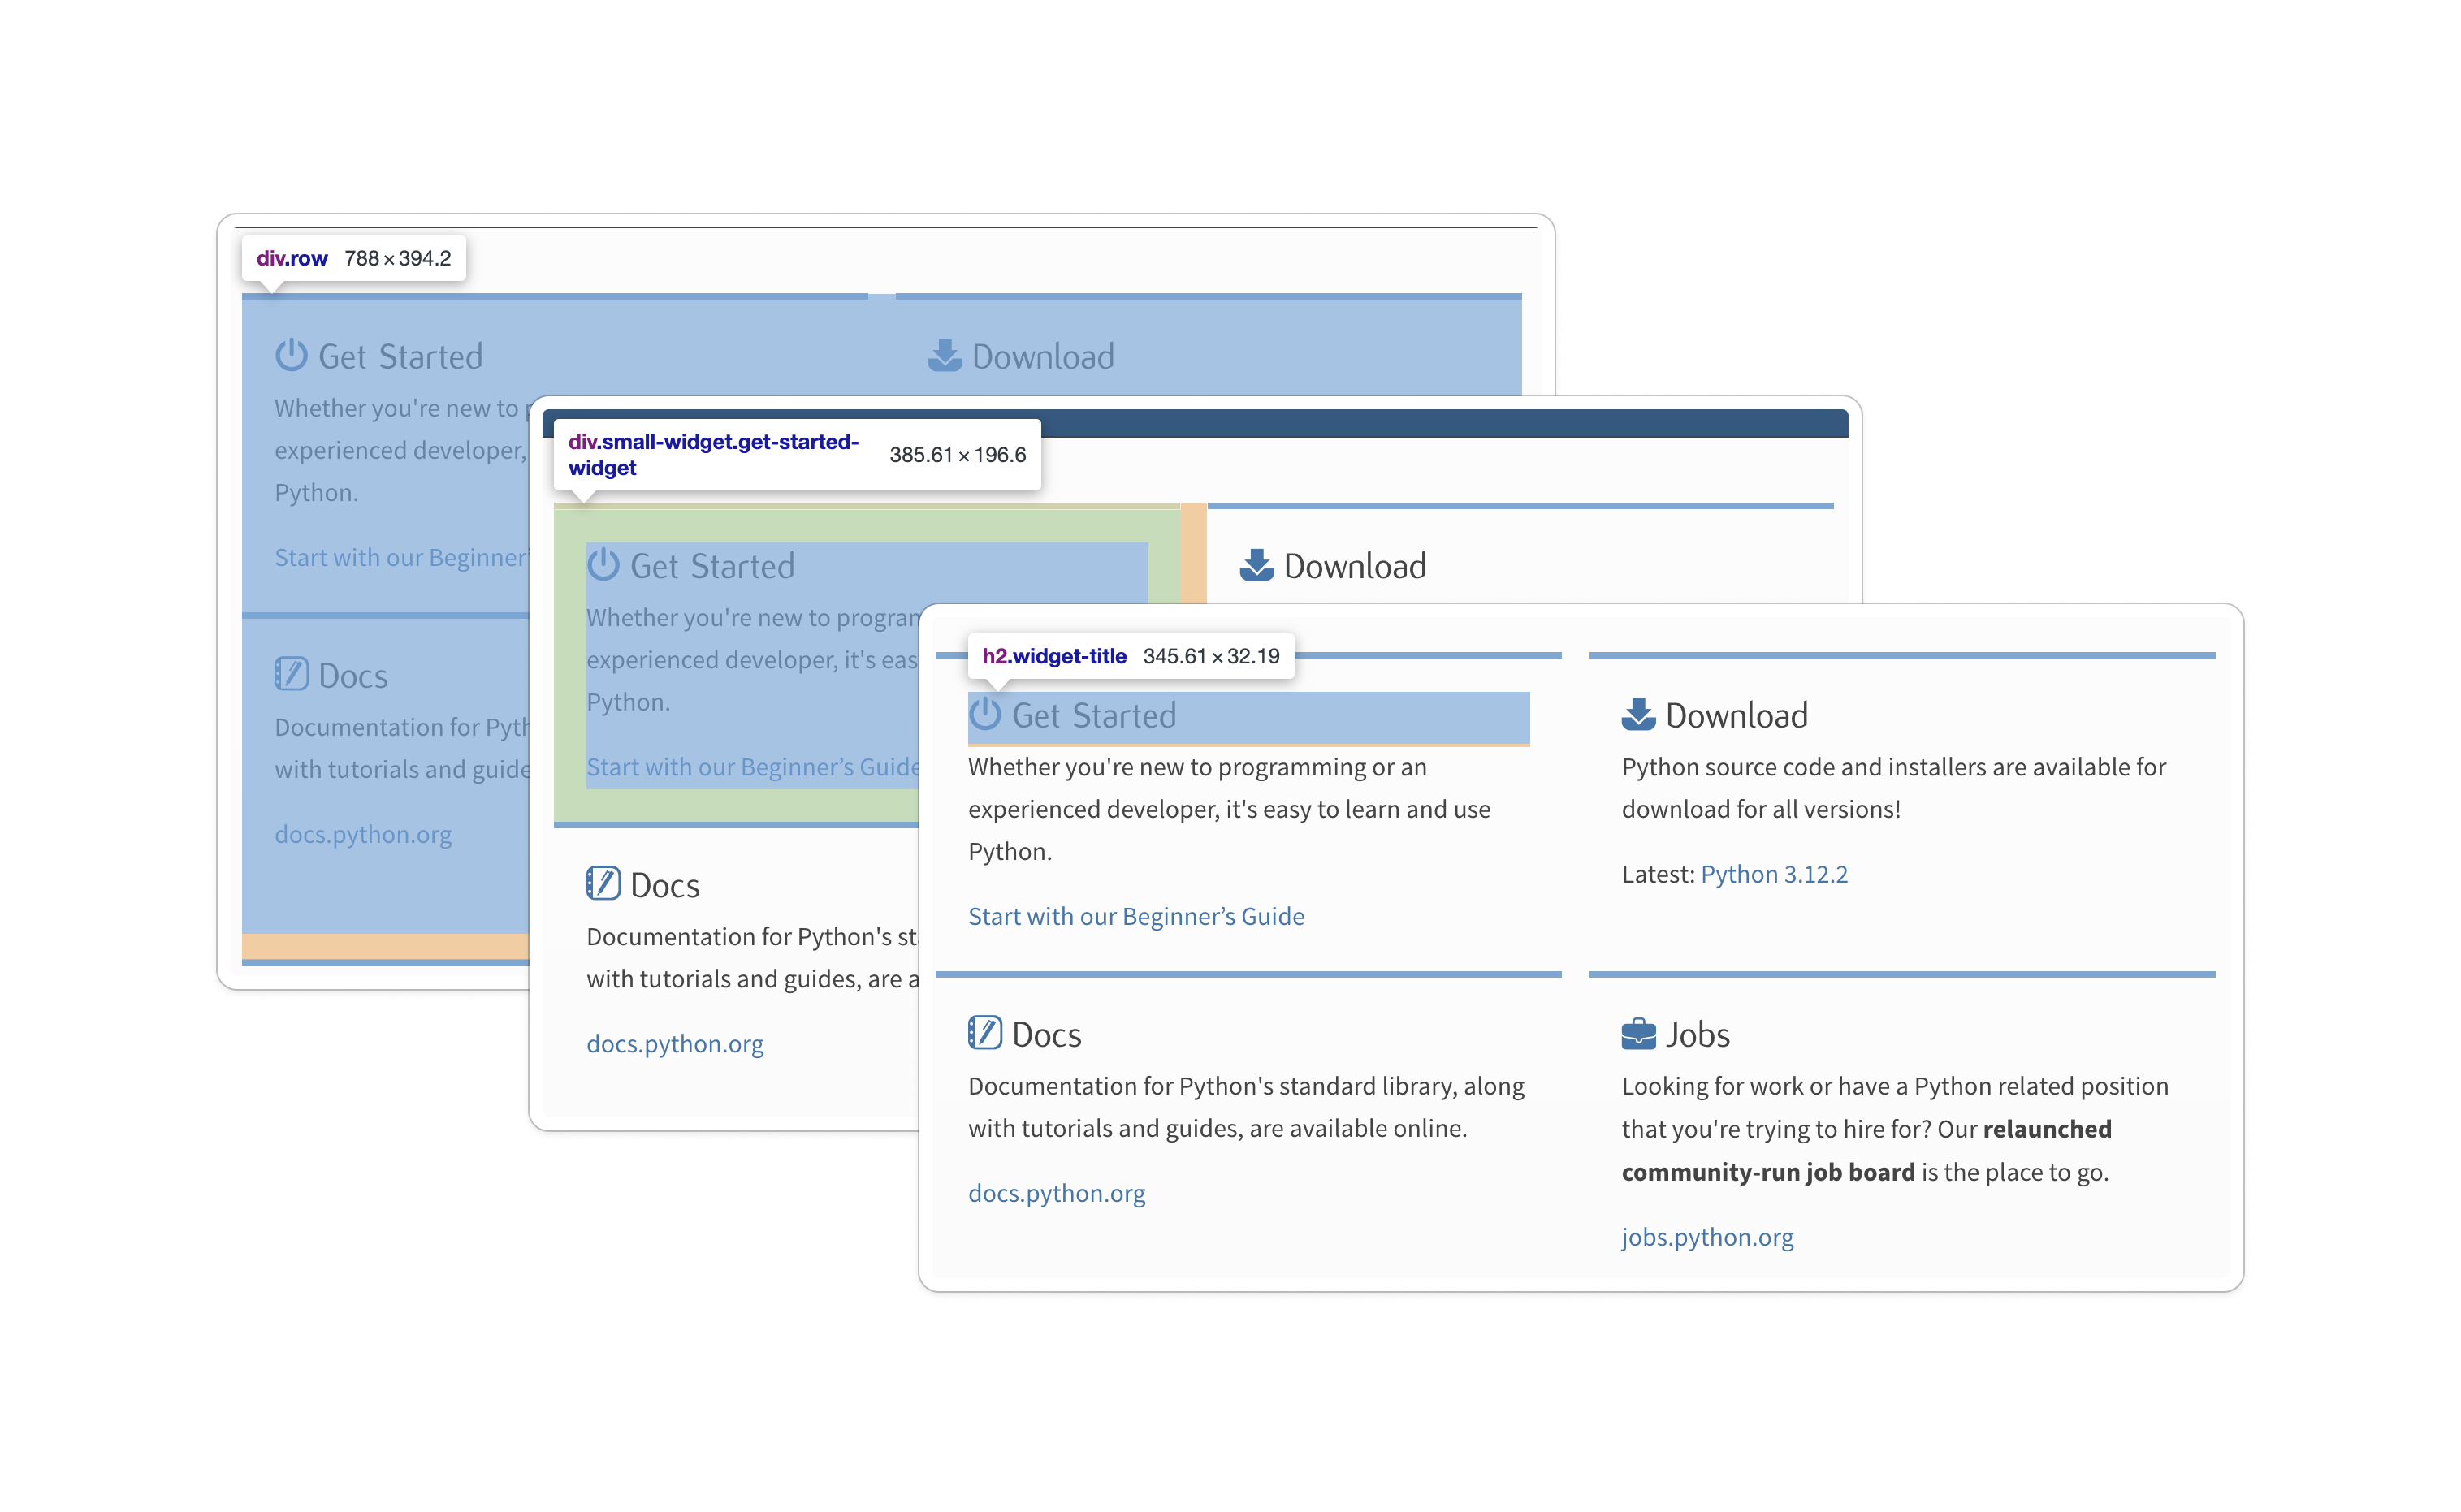 div.row 788 × 394.2
Get Started
Download
Whether you're new to
experienced developer,
Python.
Start with our Beginner
Docs
Documentation for Pyth
with tutorials and guide
docs.python.org
div.small-widget.get-started-
widget
385.61 × 196.6
Get Started
Download
Whether you're new to progran
experienced developer, it's eas
Python.
Start with our Beginner’s Guide
Docs
Documentation for Python's sta
with tutorials and guides, are a
docs.python.org
h2.widget-title 345.61 × 32.19
Get Started
Whether you're new to programming or an
experienced developer, it's easy to learn and use
Python.
Start with our Beginner’s Guide
Download
Python source code and installers are available for
download for all versions!
Latest: Python 3.12.2
Docs
Documentation for Python's standard library, along
with tutorials and guides, are available online.
docs.python.org
Jobs
Looking for work or have a Python related position
that you're trying to hire for? Our relaunched
community-run job board is the place to go.
jobs.python.org